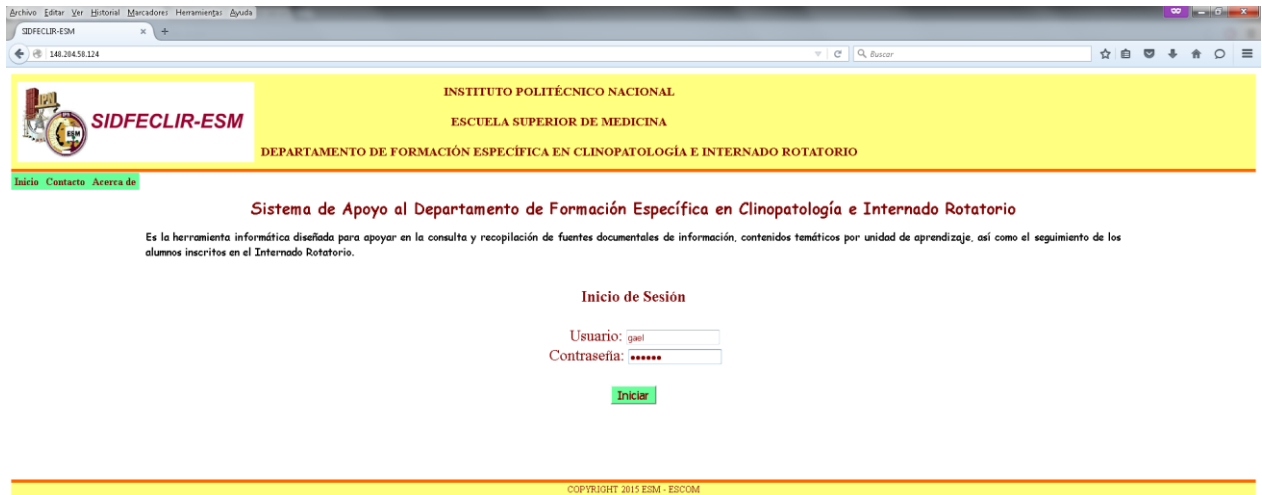 Archivo Editar Ver Historial Marcadores Herramientas Ayuda
SIDFECLIR-ESM
148.204.58.124
Buscar
IPN
ESM
SIDFECLIR-ESM
INSTITUTO POLITÉCNICO NACIONAL
ESCUELA SUPERIOR DE MEDICINA
DEPARTAMENTO DE FORMACIÓN ESPECÍFICA EN CLINOPATOLOGÍA E INTERNADO ROTATORIO
Inicio Contacto Acerca de
Sistema de Apoyo al Departamento de Formación Específica en Clinopatología e Internado Rotatorio
Es la herramienta informática diseñada para apoyar en la consulta y recopilación de fuentes documentales de información, contenidos temáticos por unidad de aprendizaje, así como el seguimiento de los
alumnos inscritos en el Internado Rotatorio.
Inicio de Sesión
Usuario: gael
Contraseña: ••••••
Iniciar
COPYRIGHT 2015 ESM - ESCOM